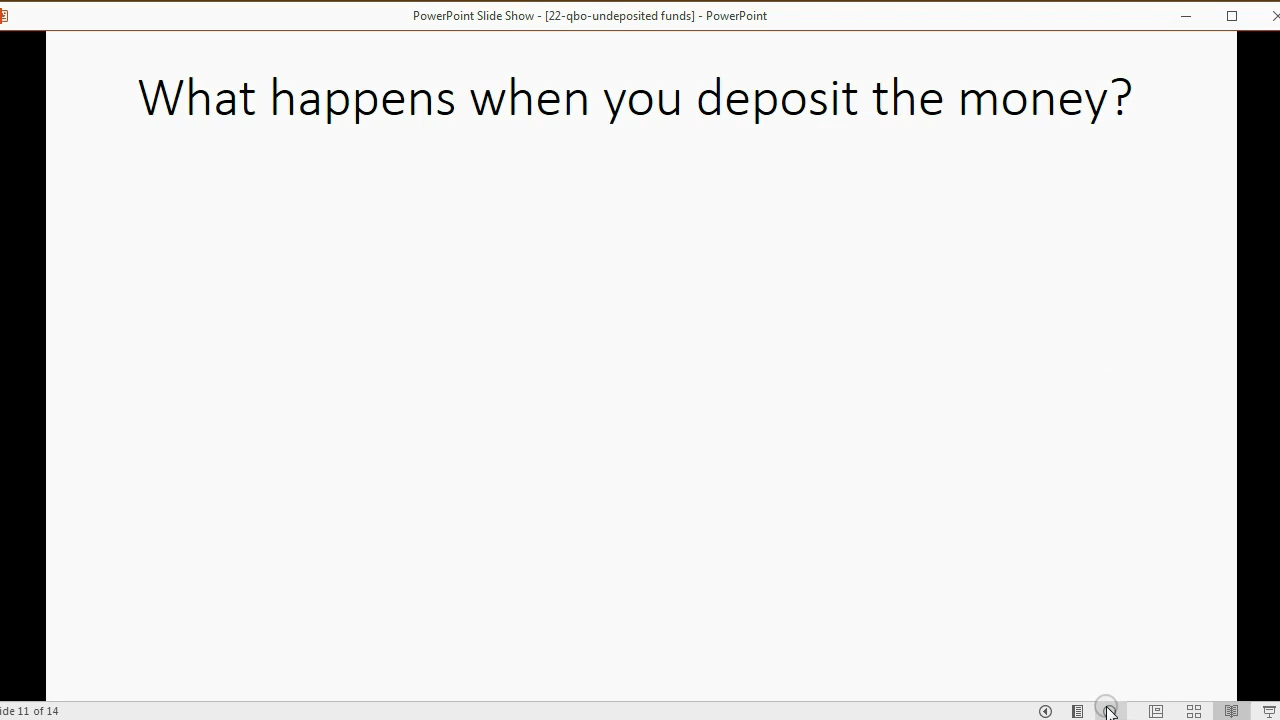 PowerPoint Slide Show - [22-qbo-undeposited funds] - PowerPoint
What happens when you deposit the money?
ide 11 of 14